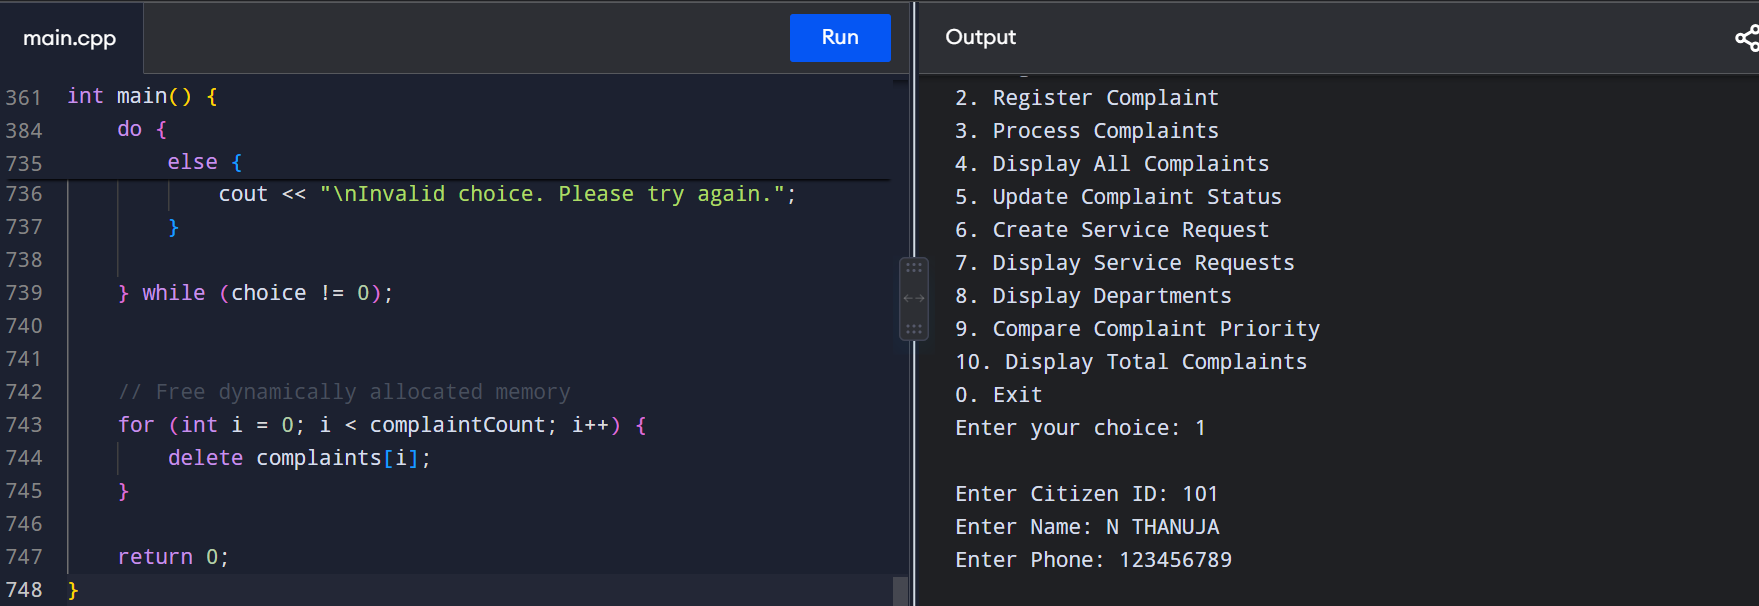 main.cpp
Run
361 int main() {
384 do {
735 else {
736 cout << "\nInvalid choice. Please try again.";
737 }
738
739 } while (choice != 0);
740
741
742 // Free dynamically allocated memory
743 for (int i = 0; i < complaintCount; i++) {
744 delete complaints[i];
745 }
746
747 return 0;
748 }
Output
2. Register Complaint
3. Process Complaints
4. Display All Complaints
5. Update Complaint Status
6. Create Service Request
7. Display Service Requests
8. Display Departments
9. Compare Complaint Priority
10. Display Total Complaints
0. Exit
Enter your choice: 1
Enter Citizen ID: 101
Enter Name: N THANUJA
Enter Phone: 123456789